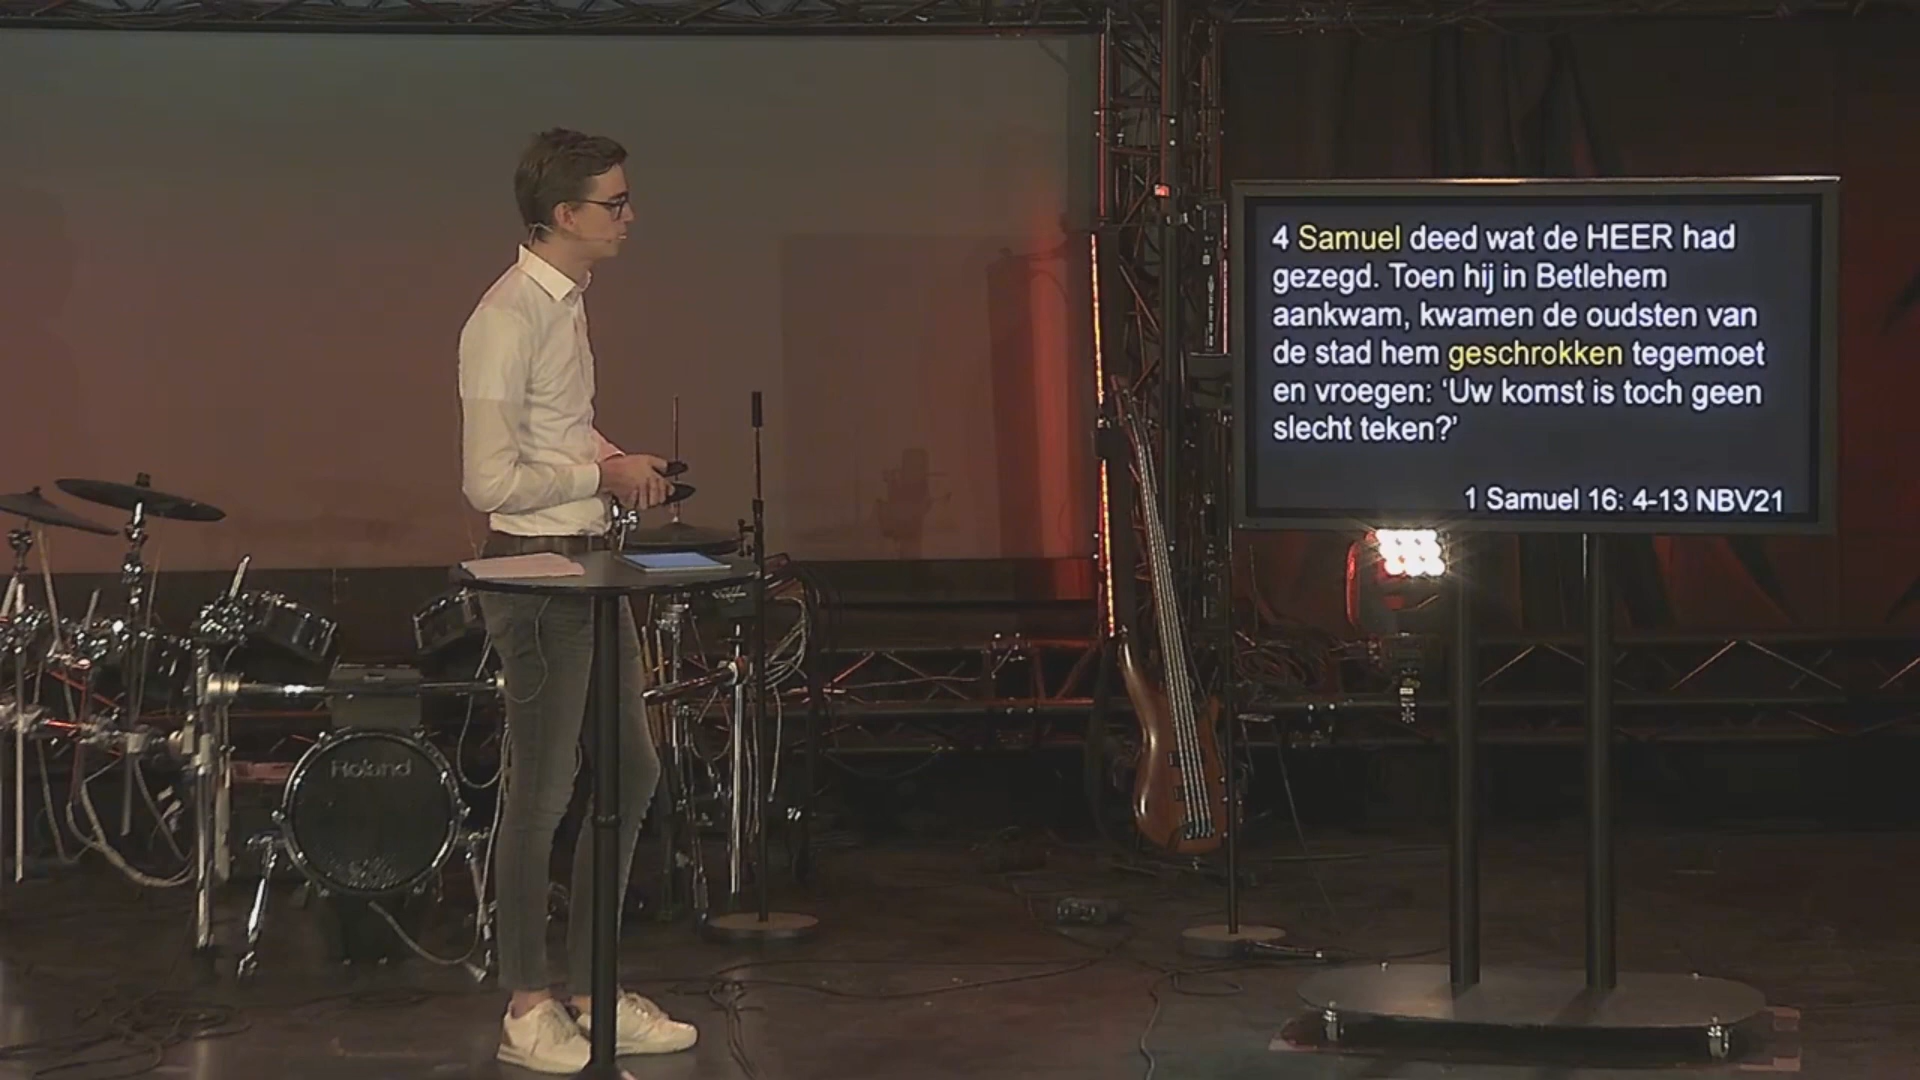 4 Samuel deed wat de HEER had
gezegd. Toen hij in Betlehem
aankwam, kwamen de oudsten van
de stad hem geschrokken tegemoet
en vroegen: ‘Uw komst is toch geen
slecht teken?’
1 Samuel 16: 4-13 NBV21
Roland